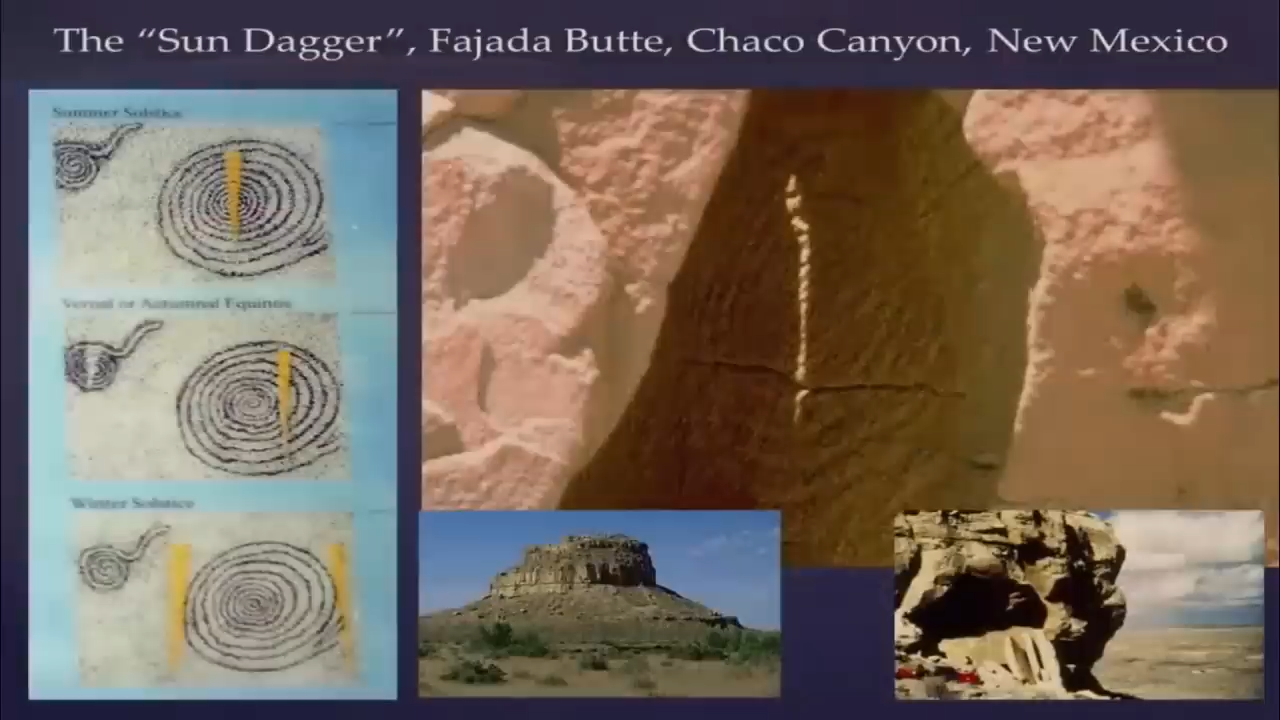 The “Sun Dagger”, Fajada Butte, Chaco Canyon, New Mexico
Summer Solstice
Vernal or Autumnal Equinox
Winter Solstice